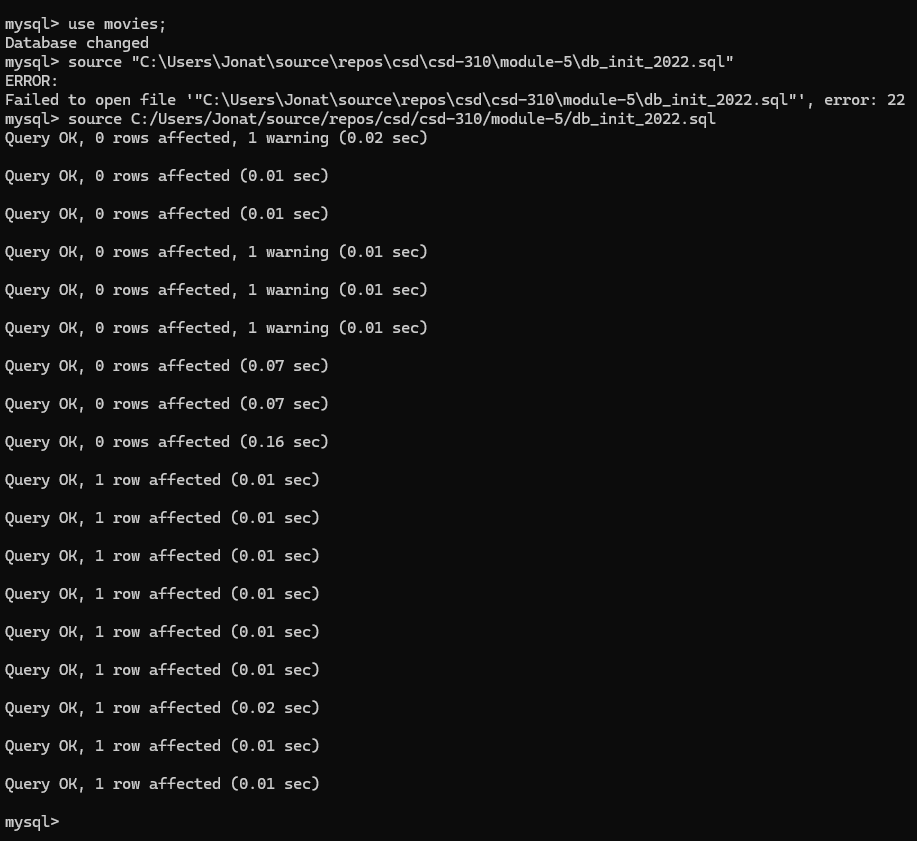 mysql> use movies;
Database changed
mysql> source "C:\Users\Jonat\source\repos\csd\csd-310\module-5\db_init_2022.sql"
ERROR:
Failed to open file '"C:\Users\Jonat\source\repos\csd\csd-310\module-5\db_init_2022.sql"', error: 22
mysql> source C:/Users/Jonat/source/repos/csd/csd-310/module-5/db_init_2022.sql
Query OK, 0 rows affected, 1 warning (0.02 sec)
Query OK, 0 rows affected (0.01 sec)
Query OK, 0 rows affected (0.01 sec)
Query OK, 0 rows affected, 1 warning (0.01 sec)
Query OK, 0 rows affected, 1 warning (0.01 sec)
Query OK, 0 rows affected, 1 warning (0.01 sec)
Query OK, 0 rows affected (0.07 sec)
Query OK, 0 rows affected (0.07 sec)
Query OK, 0 rows affected (0.16 sec)
Query OK, 1 row affected (0.01 sec)
Query OK, 1 row affected (0.01 sec)
Query OK, 1 row affected (0.01 sec)
Query OK, 1 row affected (0.01 sec)
Query OK, 1 row affected (0.01 sec)
Query OK, 1 row affected (0.01 sec)
Query OK, 1 row affected (0.02 sec)
Query OK, 1 row affected (0.01 sec)
Query OK, 1 row affected (0.01 sec)
mysql>